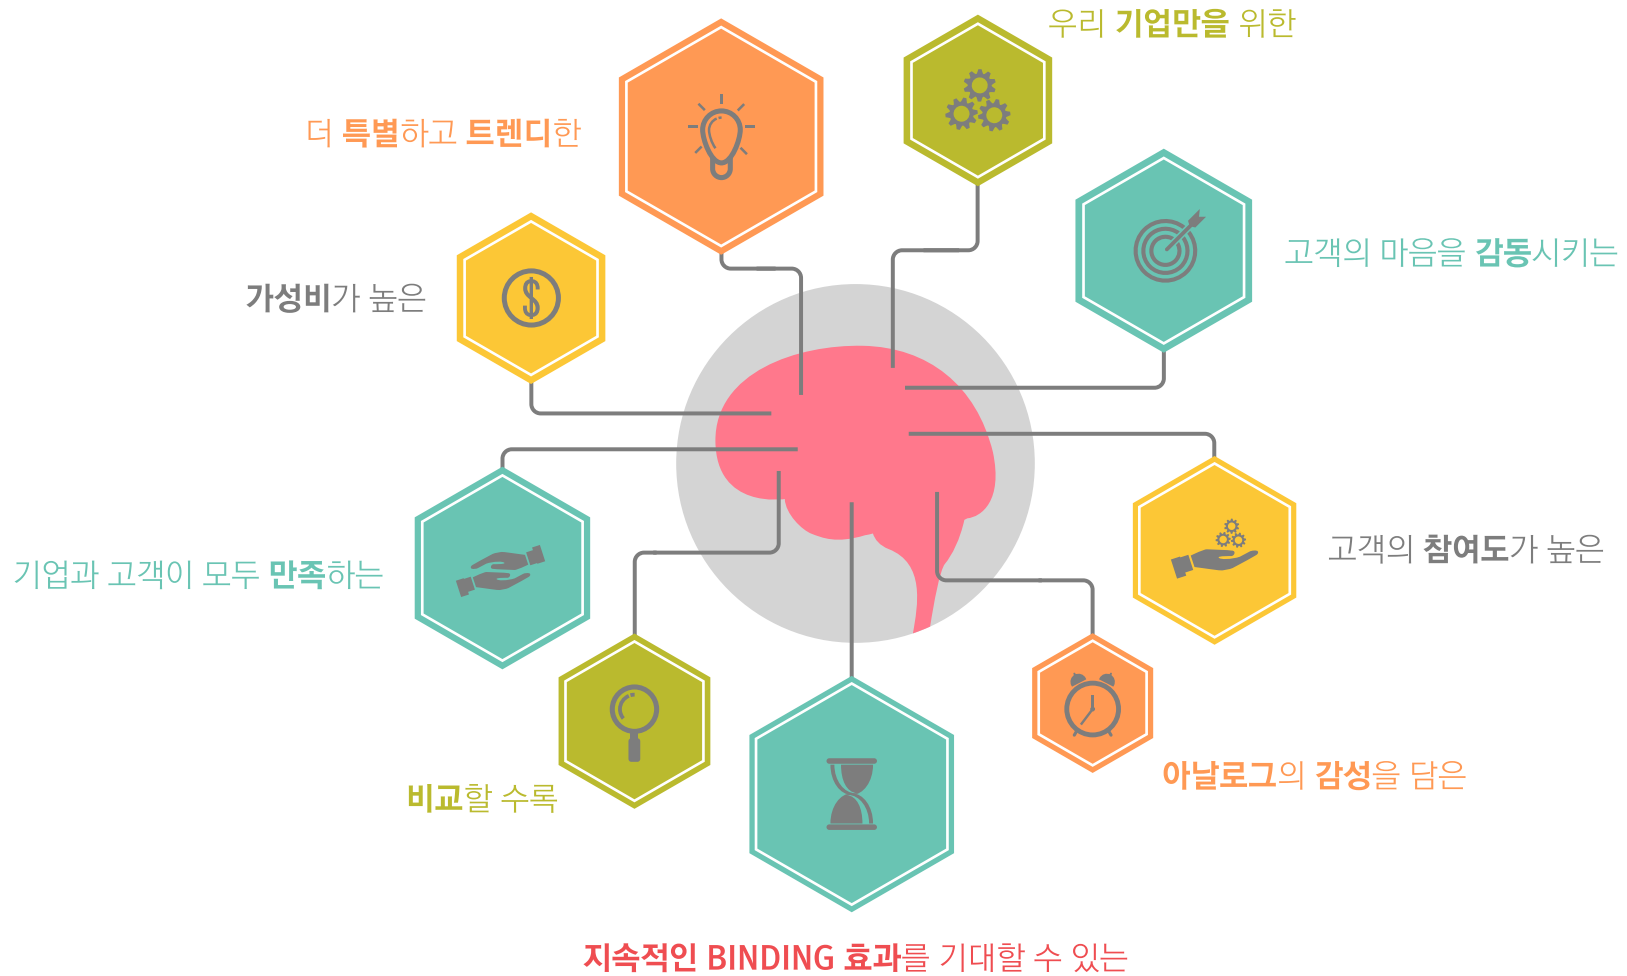 우리 기업만을 위한
더 특별하고 트렌디한
고객의 마음을 감동시키는
가성비가 높은
고객의 참여도가 높은
기업과 고객이 모두 만족하는
아날로그의 감성을 담은
비교할 수록
지속적인 BINDING 효과를 기대할 수 있는